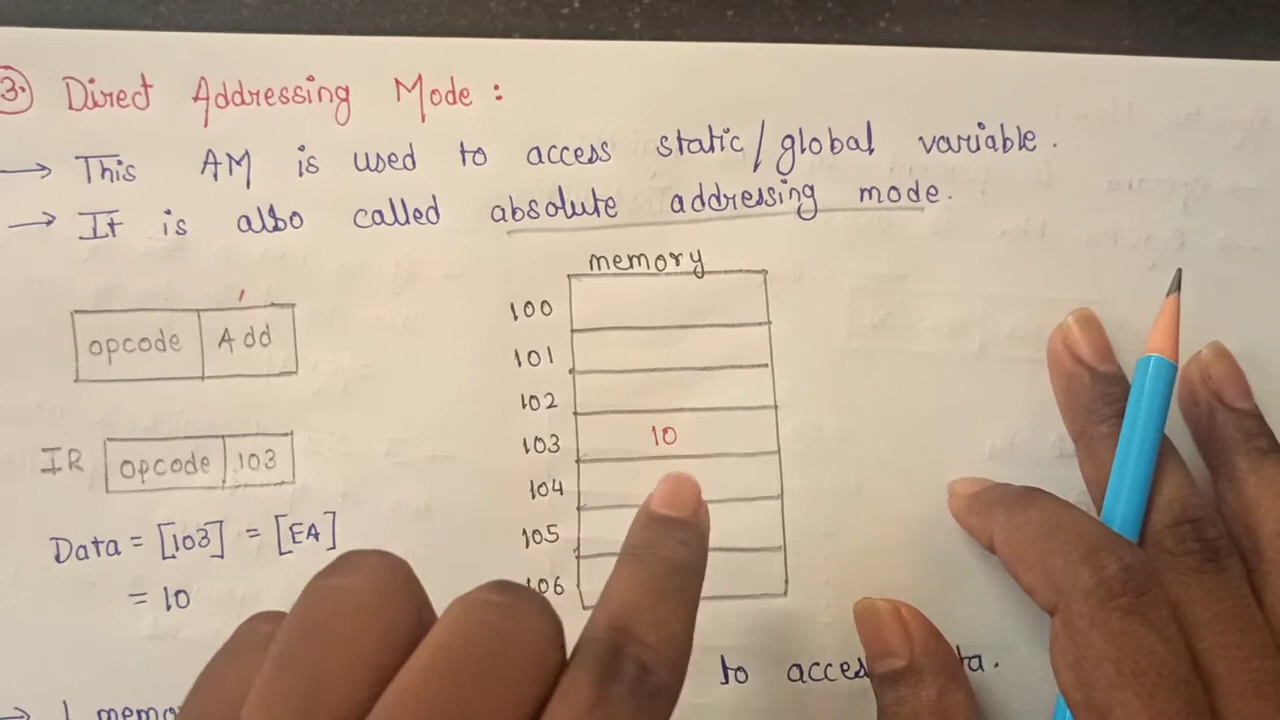 3. Direct Addressing Mode :
→ This AM is used to access static/global variable.
→ It is also called absolute addressing mode.
memory
opcode Add
100
101
102
103 10
104
105
106
IR opcode 103
Data = [103] = [EA]
= 10
to
→ 1